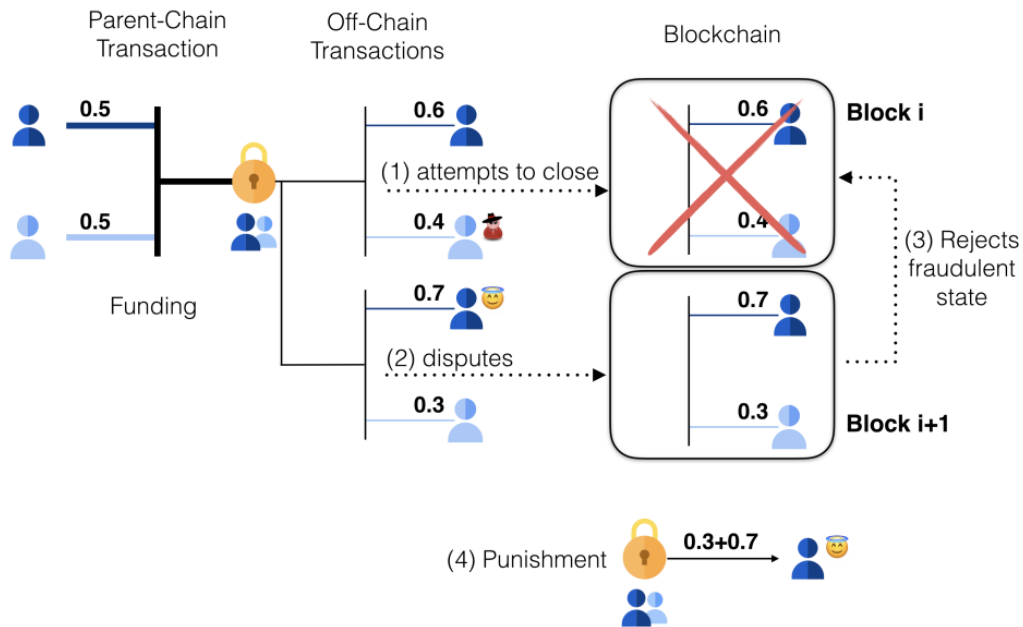 Parent-Chain
Transaction
Off-Chain
Transactions
Blockchain
0.5
0.5
Funding
0.6
(1) attempts to close
0.4
0.7
(2) disputes
0.3
0.6
0.4
Block i
0.7
0.3
Block i+1
(3) Rejects
fraudulent
state
(4) Punishment
0.3+0.7